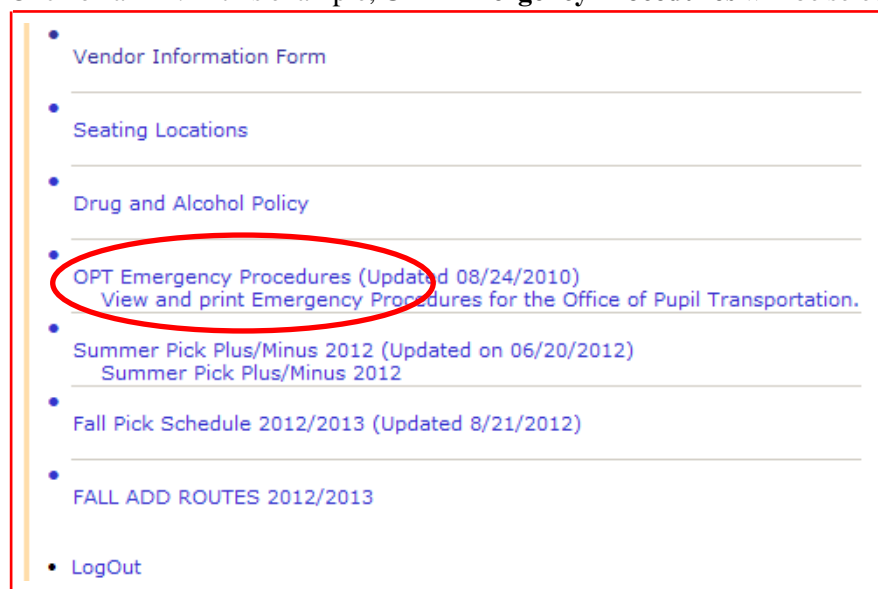 Vendor Information Form
Seating Locations
Drug and Alcohol Policy
OPT Emergency Procedures (Updated 08/24/2010)
View and print Emergency Procedures for the Office of Pupil Transportation.
Summer Pick Plus/Minus 2012 (Updated on 06/20/2012)
Summer Pick Plus/Minus 2012
Fall Pick Schedule 2012/2013 (Updated 8/21/2012)
FALL ADD ROUTES 2012/2013
LogOut